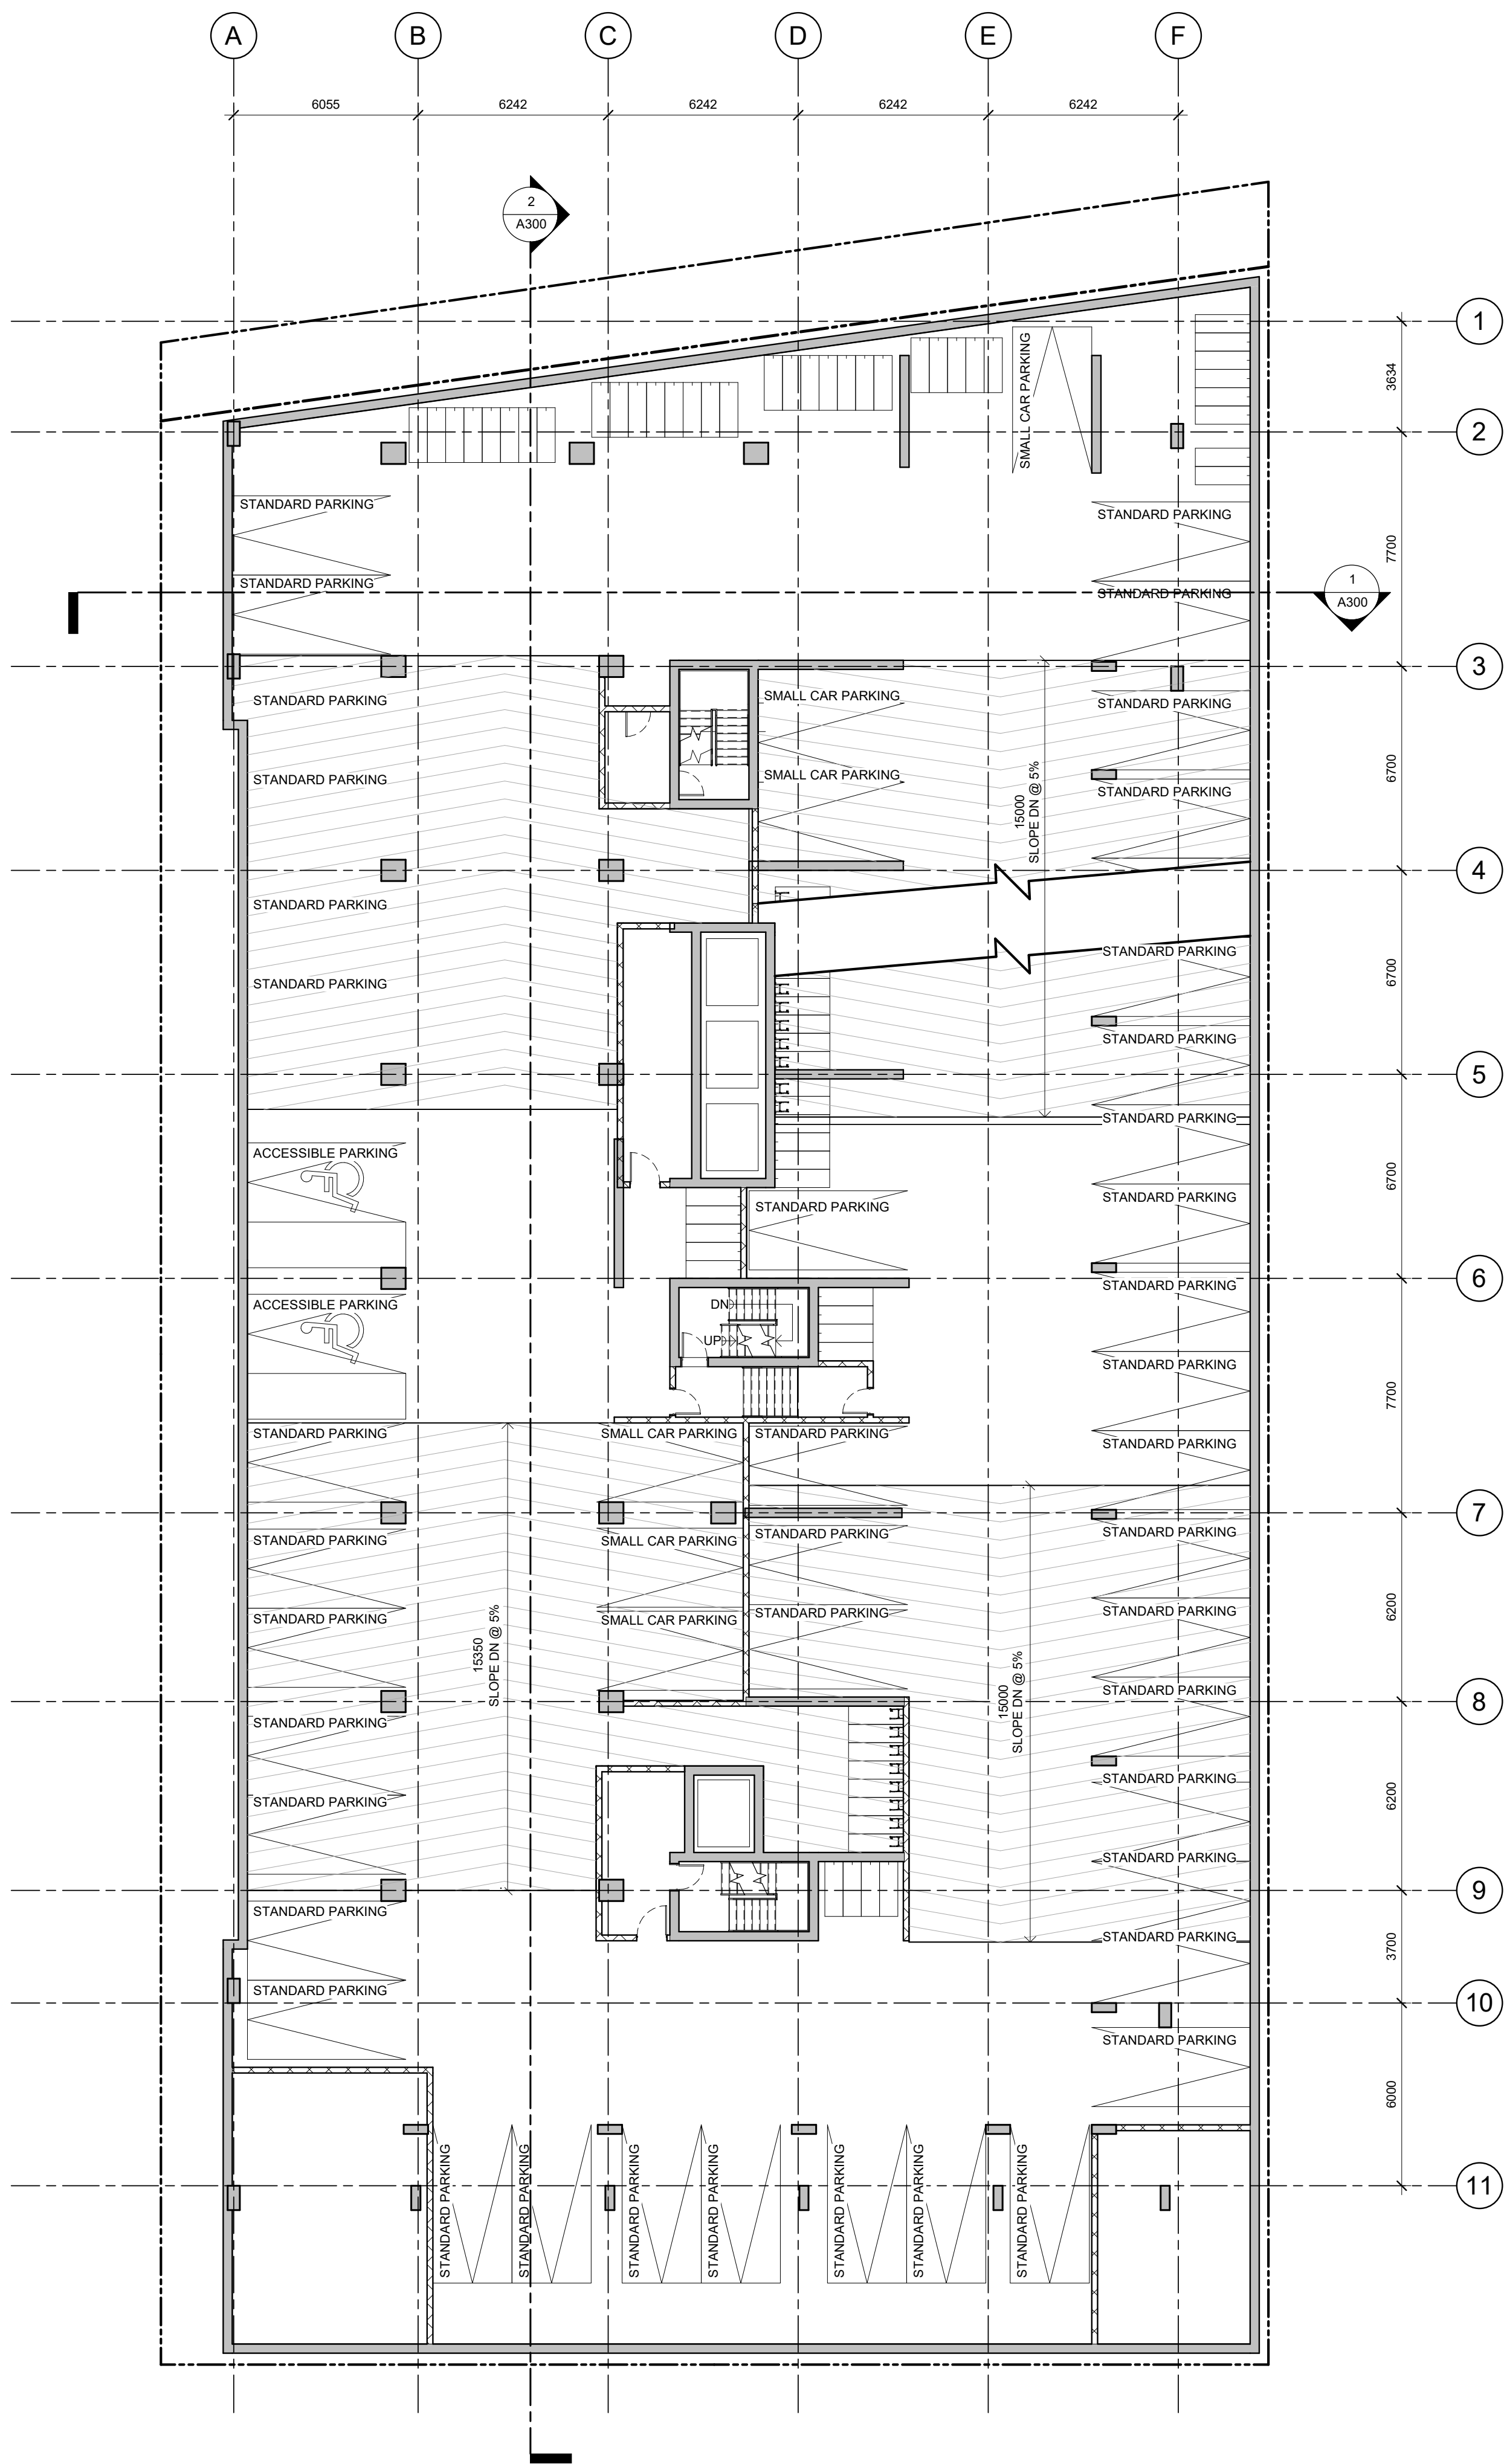 A
B
C
D
E
F
6055
6242
6242
6242
6242
2
A300
1
3634
SMALL CAR PARKING
2
STANDARD PARKING
STANDARD PARKING
7700
STANDARD PARKING
STANDARD PARKING
1
A300
3
STANDARD PARKING
SMALL CAR PARKING
STANDARD PARKING
STANDARD PARKING
SMALL CAR PARKING
STANDARD PARKING
15000
SLOPE DN @ 5%
6700
4
STANDARD PARKING
STANDARD PARKING
STANDARD PARKING
6700
STANDARD PARKING
5
STANDARD PARKING
ACCESSIBLE PARKING
6700
STANDARD PARKING
STANDARD PARKING
6
STANDARD PARKING
ACCESSIBLE PARKING
DN
UP
STANDARD PARKING
7700
STANDARD PARKING
SMALL CAR PARKING
STANDARD PARKING
STANDARD PARKING
7
STANDARD PARKING
SMALL CAR PARKING
STANDARD PARKING
STANDARD PARKING
STANDARD PARKING
SMALL CAR PARKING
STANDARD PARKING
STANDARD PARKING
6200
15350
SLOPE DN @ 5%
15000
SLOPE DN @ 5%
STANDARD PARKING
8
STANDARD PARKING
STANDARD PARKING
STANDARD PARKING
6200
STANDARD PARKING
9
STANDARD PARKING
STANDARD PARKING
3700
STANDARD PARKING
10
STANDARD PARKING
6000
STANDARD PARKING
STANDARD PARKING
STANDARD PARKING
STANDARD PARKING
STANDARD PARKING
STANDARD PARKING
STANDARD PARKING
11